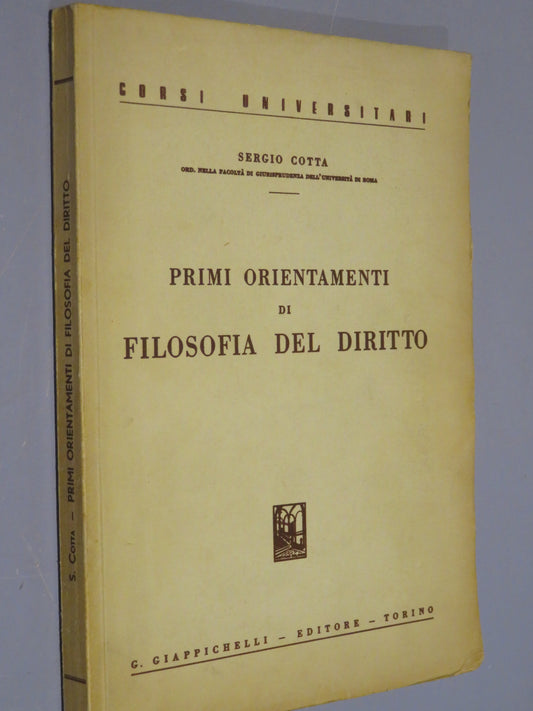 CORSI UNIVERSITARI
SERGIO COTTA
ORD. NELLA FACOLTÀ DI GIURISPRUDENZA DELL'UNIVERSITÀ DI ROMA
PRIMI ORIENTAMENTI
DI
FILOSOFIA DEL DIRITTO
G. GIAPPICHELLI – EDITORE – TORINO
S. COTTA – PRIMI ORIENTAMENTI DI FILOSOFIA DEL DIRITTO